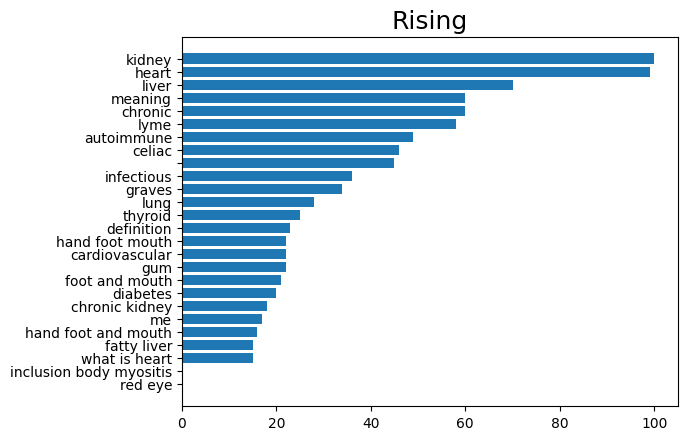 Rising
kidney
heart
liver
meaning
chronic
lyme
autoimmune
celiac
infectious
graves
lung
thyroid
definition
hand foot mouth
cardiovascular
gum
foot and mouth
diabetes
chronic kidney
me
hand foot and mouth
fatty liver
what is heart
inclusion body myositis
red eye
0 20 40 60 80 100